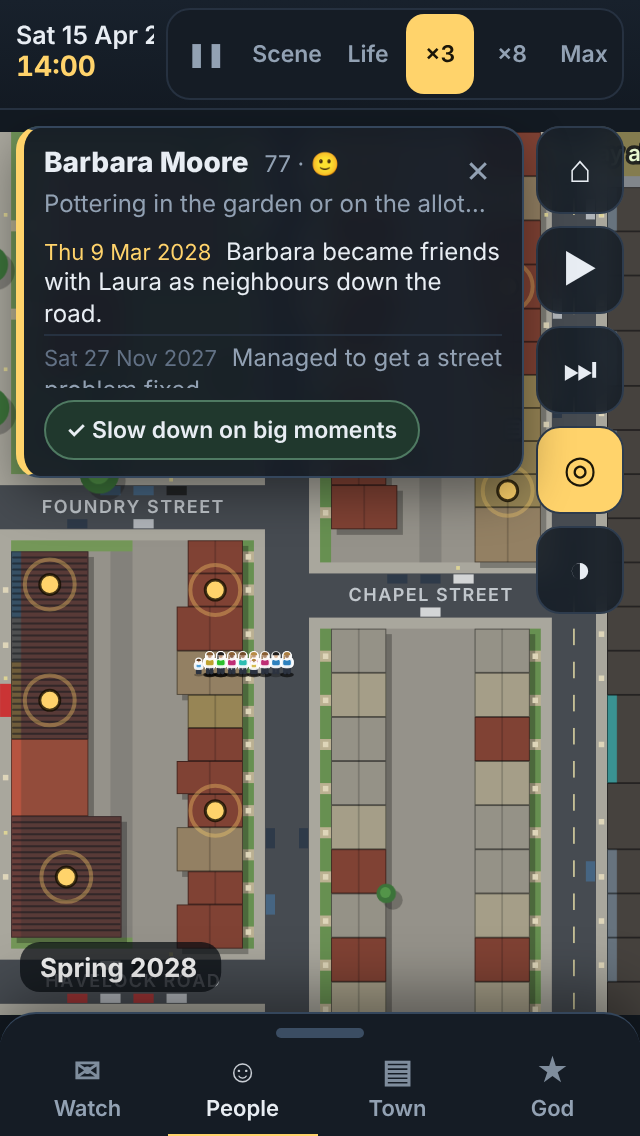 Sat 15 Apr 2
14:00
Scene Life ×3 ×8 Max
Barbara Moore 77 ·
Pottering in the garden or on the allot...
Thu 9 Mar 2028 Barbara became friends
with Laura as neighbours down the
road.
Sat 27 Nov 2027 Managed to get a street
problem fixed
✓ Slow down on big moments
FOUNDRY STREET
CHAPEL STREET
Spring 2028
HAVELOCK ROAD
Watch People Town God